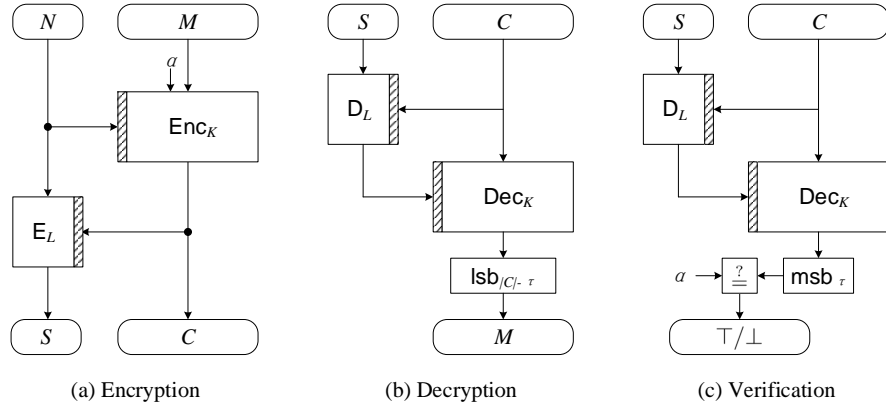 N M S C S C
α
Enc_K D_L D_L
E_L Dec_K Dec_K
lsb_{|C|-τ} α ≟ msb_τ
S C M ⊤/⊥
(a) Encryption (b) Decryption (c) Verification